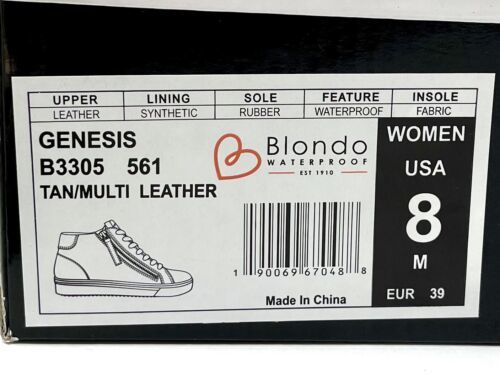 UPPER LINING SOLE FEATURE INSOLE
LEATHER SYNTHETIC RUBBER WATERPROOF FABRIC
GENESIS
B3305 561
TAN/MULTI LEATHER
Blondo
WATERPROOF
EST 1910
WOMEN
USA
8
M
EUR 39
1 90069 67048 8
Made In China